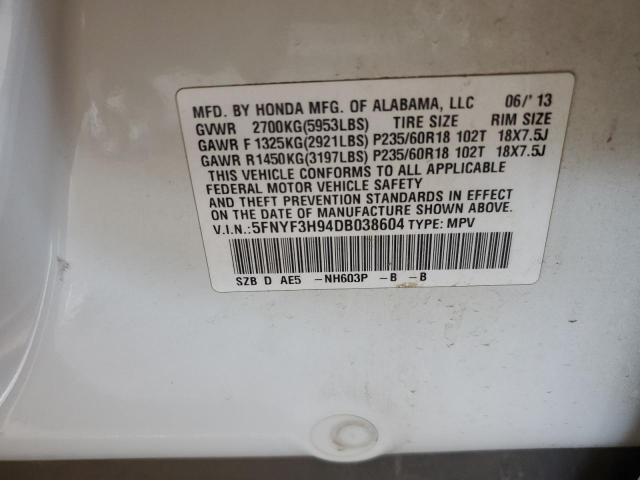 MFD. BY HONDA MFG. OF ALABAMA, LLC 06/'13
GVWR 2700KG(5953LBS) TIRE SIZE RIM SIZE
GAWR F 1325KG(2921LBS) P235/60R18 102T 18X7.5J
GAWR R1450KG(3197LBS) P235/60R18 102T 18X7.5J
THIS VEHICLE CONFORMS TO ALL APPLICABLE
FEDERAL MOTOR VEHICLE SAFETY
AND THEFT PREVENTION STANDARDS IN EFFECT
ON THE DATE OF MANUFACTURE SHOWN ABOVE.
V.I.N.: 5FNYF3H94DB038604 TYPE: MPV
SZB D AE5 -NH603P -B -B